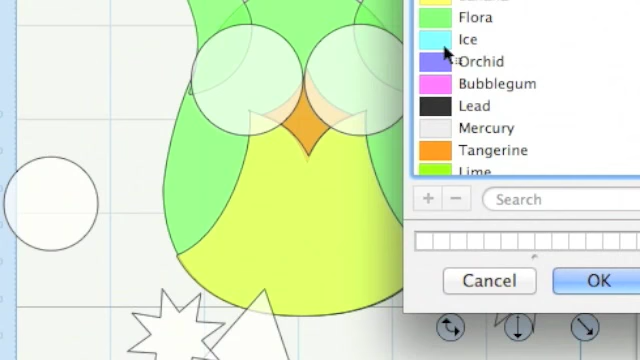 Flora
Ice
Orchid
Bubblegum
Lead
Mercury
Tangerine
Lime
Search
Cancel
OK